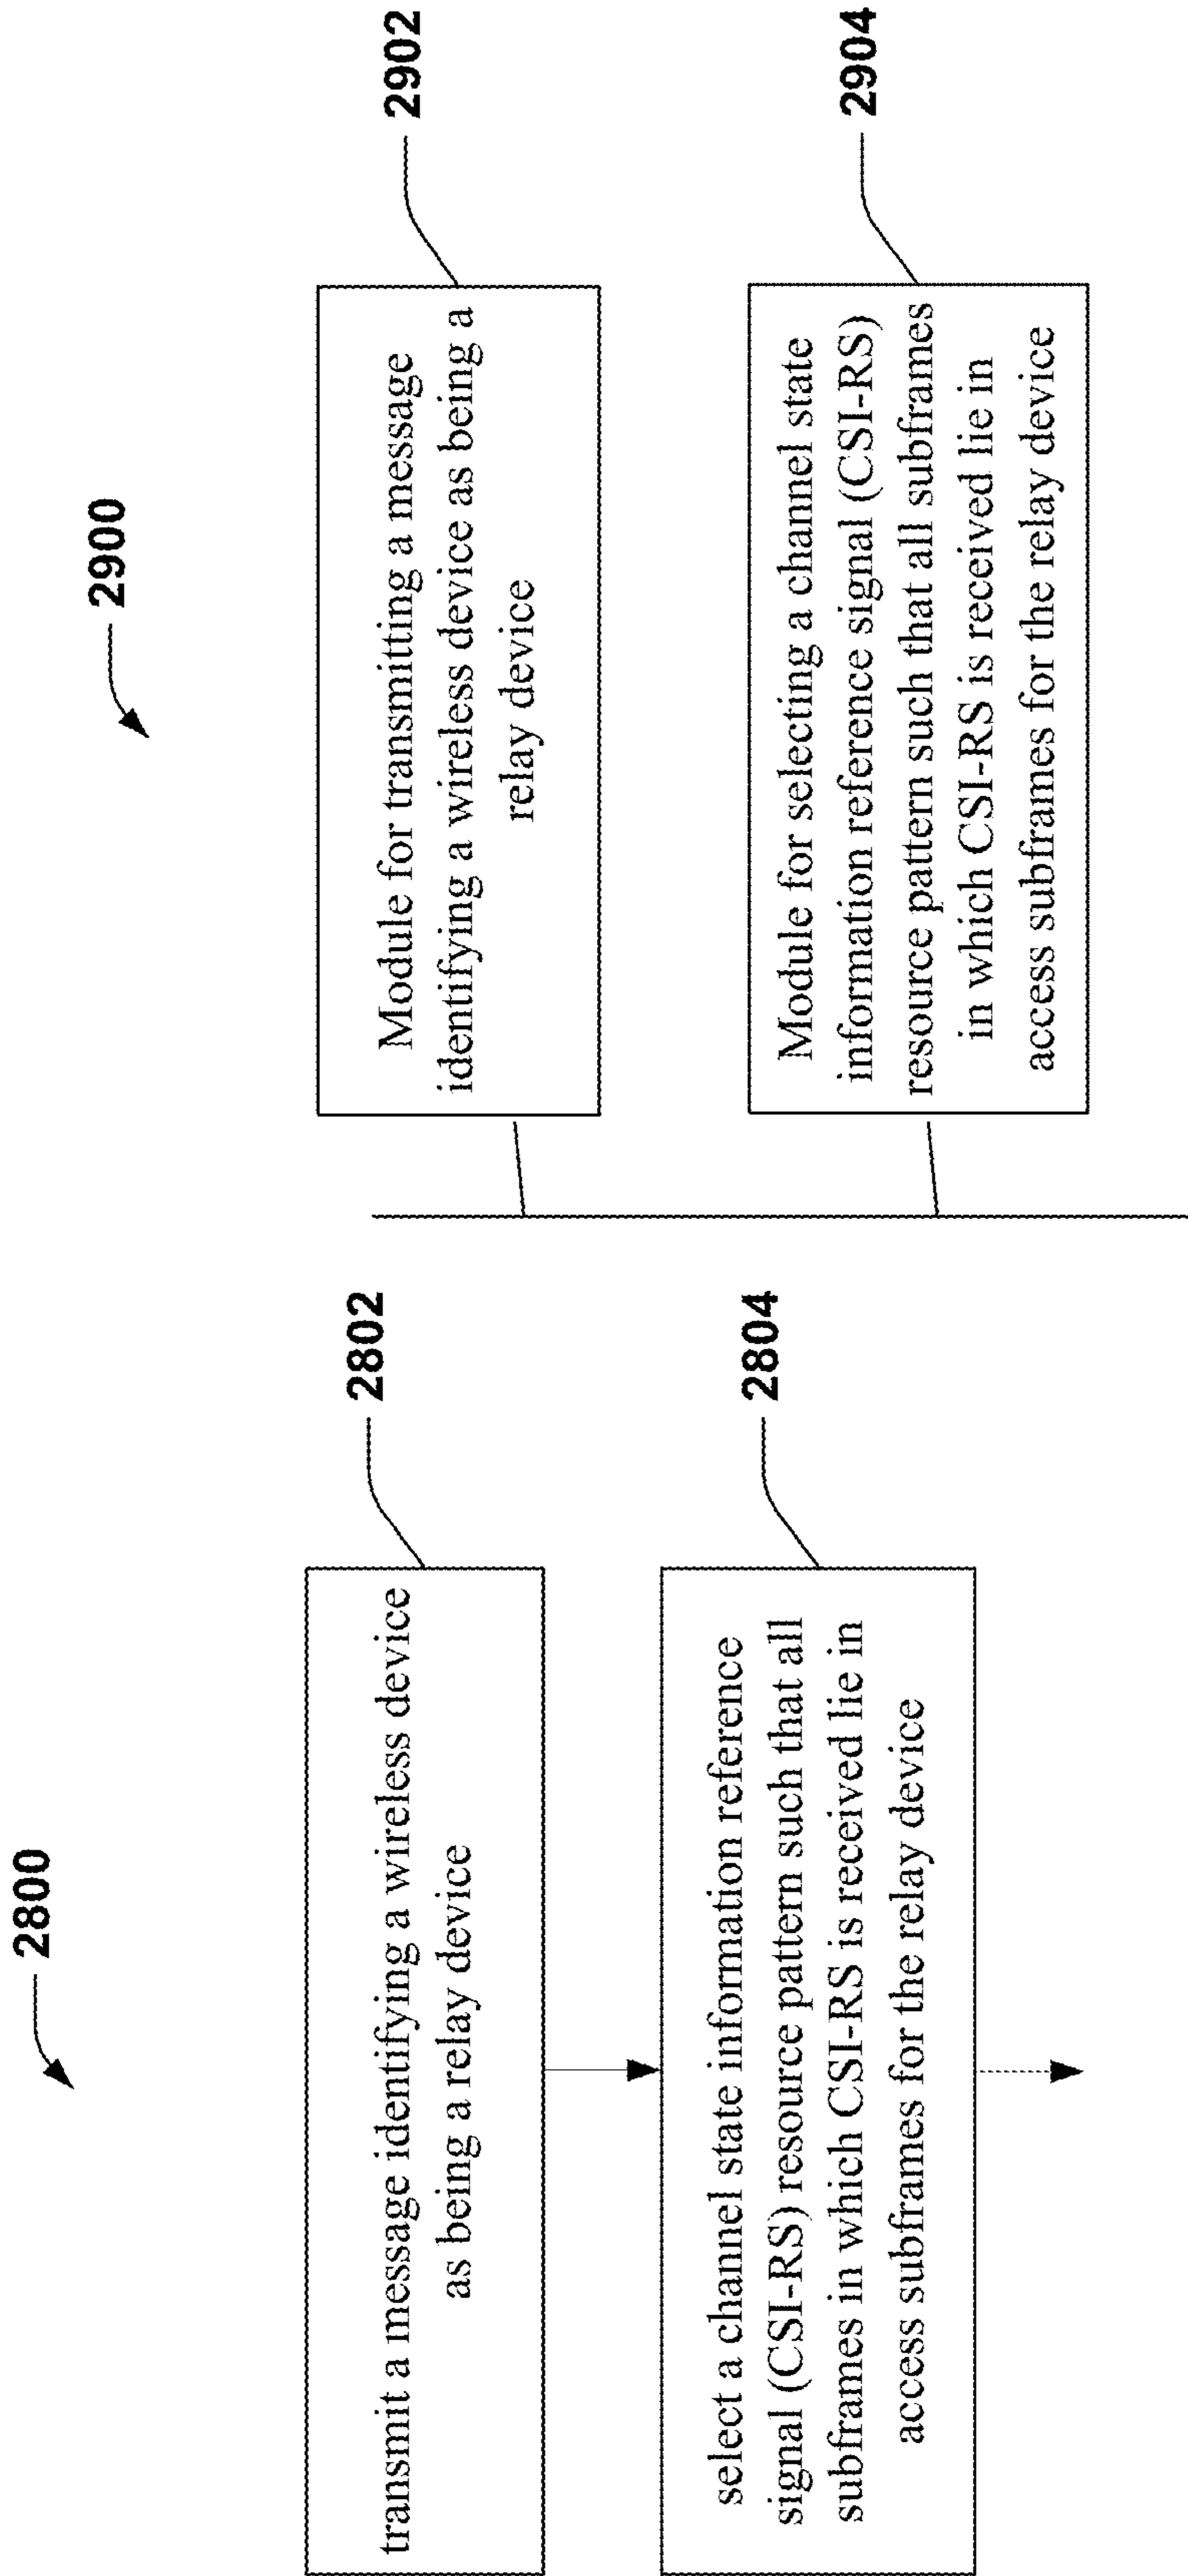 2800
transmit a message identifying a wireless device
as being a relay device
2802
select a channel state information reference
signal (CSI-RS) resource pattern such that all
subframes in which CSI-RS is received lie in
access subframes for the relay device
2804
2900
Module for transmitting a message
identifying a wireless device as being a
relay device
2902
Module for selecting a channel state
information reference signal (CSI-RS)
resource pattern such that all subframes
in which CSI-RS is received lie in
access subframes for the relay device
2904